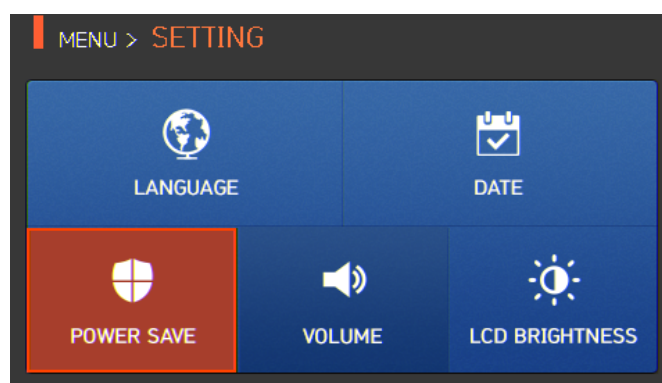 MENU > SETTING
LANGUAGE
DATE
POWER SAVE
VOLUME
LCD BRIGHTNESS